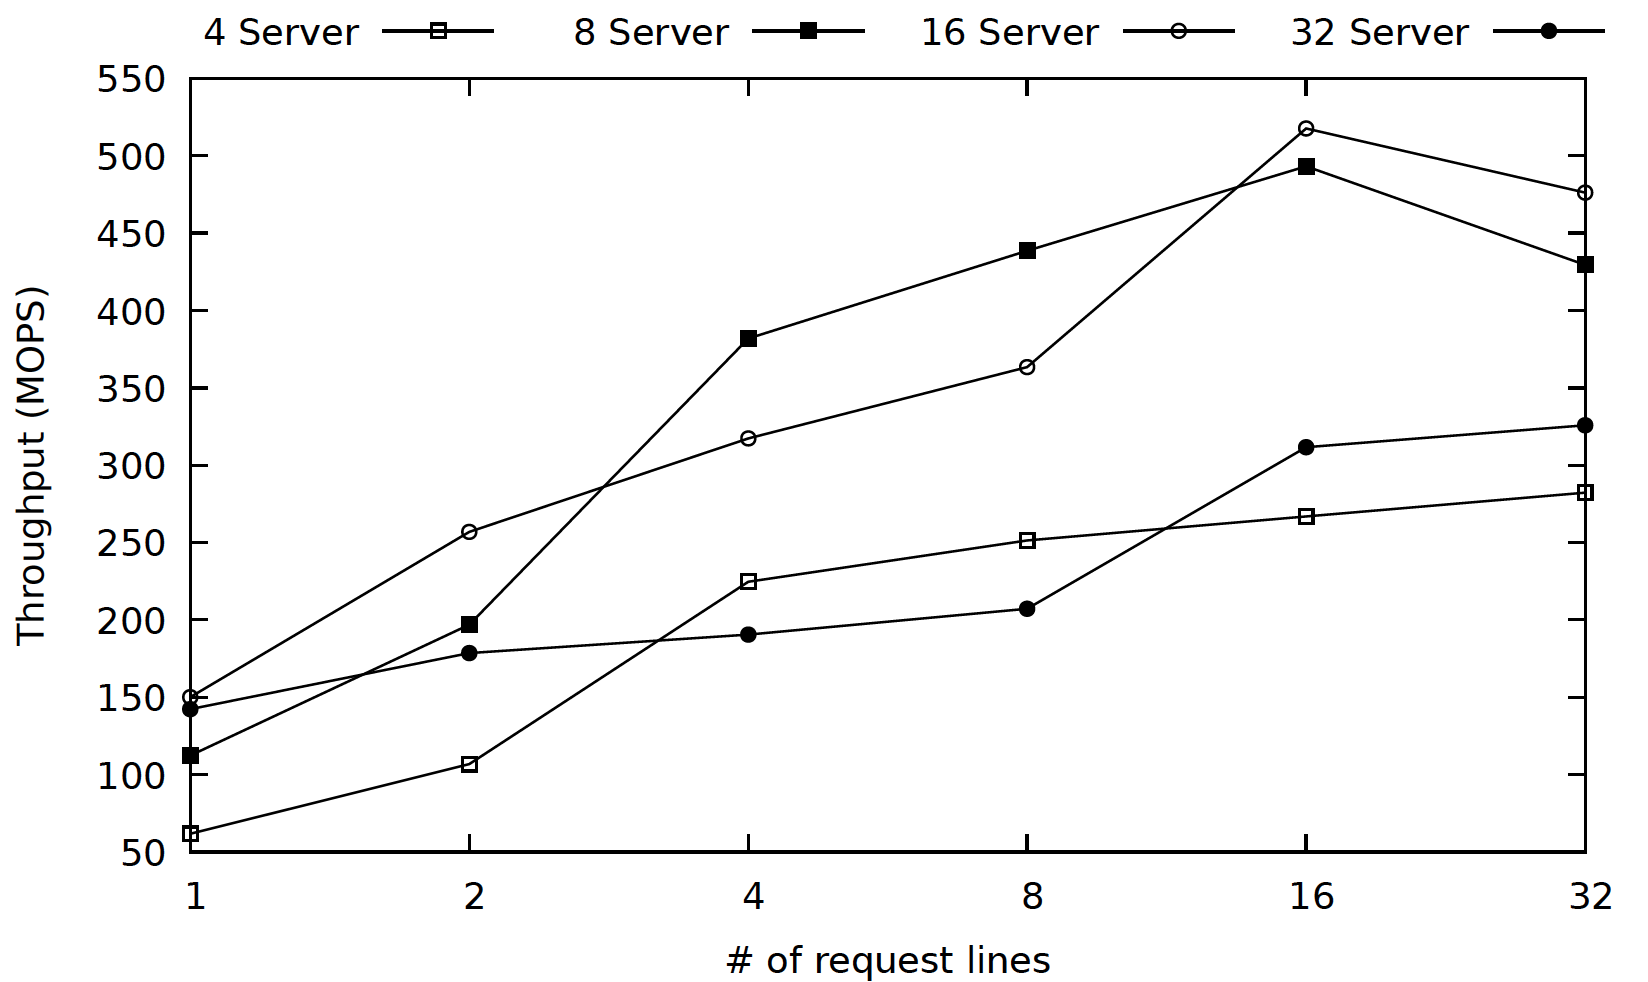 4 Server 8 Server 16 Server 32 Server
550
500
450
400
350
300
250
200
150
100
50
Throughput (MOPS)
1 2 4 8 16 32
# of request lines